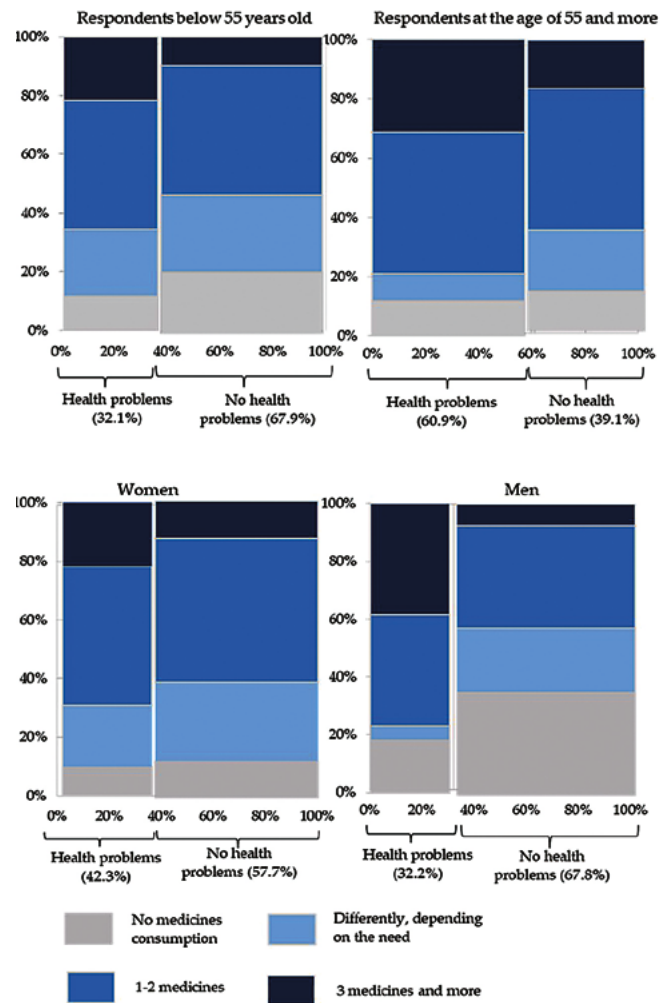 Respondents below 55 years old
Respondents at the age of 55 and more
100%
80%
60%
40%
20%
0%
0% 20% 40% 60% 80% 100%
Health problems
(32.1%)
No health
problems (67.9%)
100%
80%
60%
40%
20%
0%
0% 20% 40% 60% 80% 100%
Health problems
(60.9%)
No health
problems (39.1%)
Women
Men
100%
80%
60%
40%
20%
0%
0% 20% 40% 60% 80% 100%
Health problems
(42.3%)
No health
problems (57.7%)
100%
80%
60%
40%
20%
0%
0% 20% 40% 60% 80% 100%
Health problems
(32.2%)
No health
problems (67.8%)
No medicines
consumption
Differently, depending
on the need
1-2 medicines
3 medicines and more